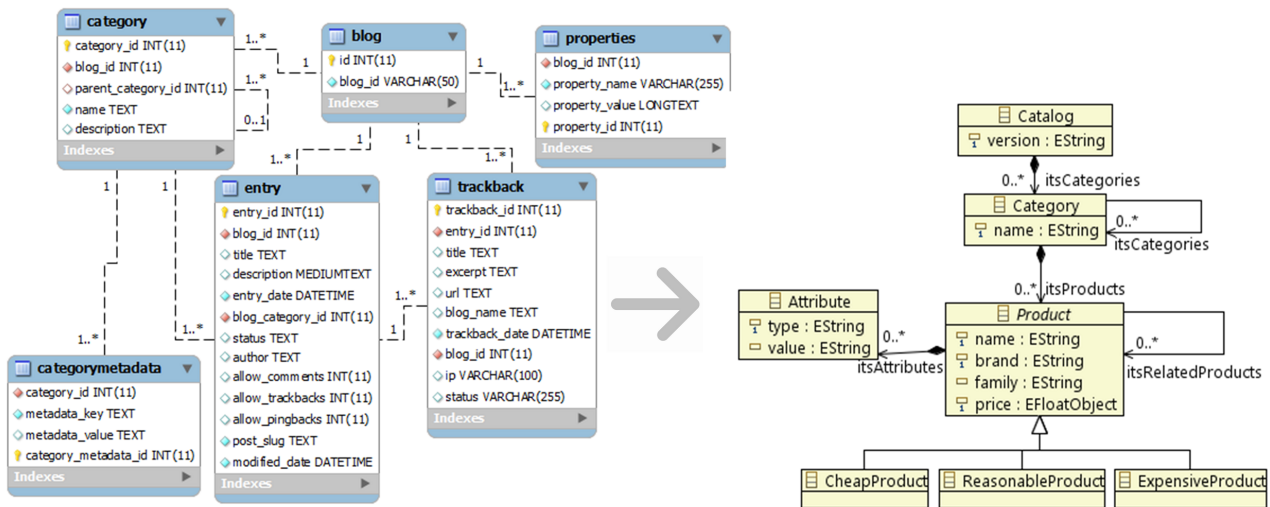 category
category_id INT(11)
blog_id INT(11)
parent_category_id INT(11)
name TEXT
description TEXT
Indexes
1..*
1
1..*
0..1
blog
id INT(11)
blog_id VARCHAR(50)
Indexes
1
1..*
properties
blog_id INT(11)
property_name VARCHAR(255)
property_value LONGTEXT
property_id INT(11)
Indexes
1
1..*
1
1..*
1
1
entry
entry_id INT(11)
blog_id INT(11)
title TEXT
description MEDIUMTEXT
entry_date DATETIME
blog_category_id INT(11)
status TEXT
author TEXT
allow_comments INT(11)
allow_trackbacks INT(11)
allow_pingbacks INT(11)
post_slug TEXT
modified_date DATETIME
Indexes
1..*
1
trackback
trackback_id INT(11)
entry_id INT(11)
title TEXT
excerpt TEXT
url TEXT
blog_name TEXT
trackback_date DATETIME
blog_id INT(11)
ip VARCHAR(100)
status VARCHAR(255)
Indexes
1..*
1..*
categorymetadata
category_id INT(11)
metadata_key TEXT
metadata_value TEXT
category_metadata_id INT(11)
Indexes
Catalog
version : EString
0..* itsCategories
Category
name : EString
0..*
itsCategories
0..* itsProducts
Attribute
type : EString
value : EString
0..*
itsAttributes
Product
name : EString
brand : EString
family : EString
price : EFloatObject
0..*
itsRelatedProducts
CheapProduct
ReasonableProduct
ExpensiveProduct